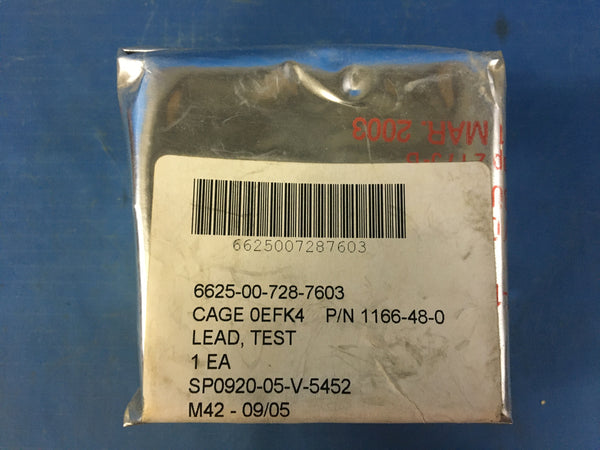 MAR. 2003
6625007287603
6625-00-728-7603
CAGE 0EFK4 P/N 1166-48-0
LEAD, TEST
1 EA
SP0920-05-V-5452
M42 - 09/05